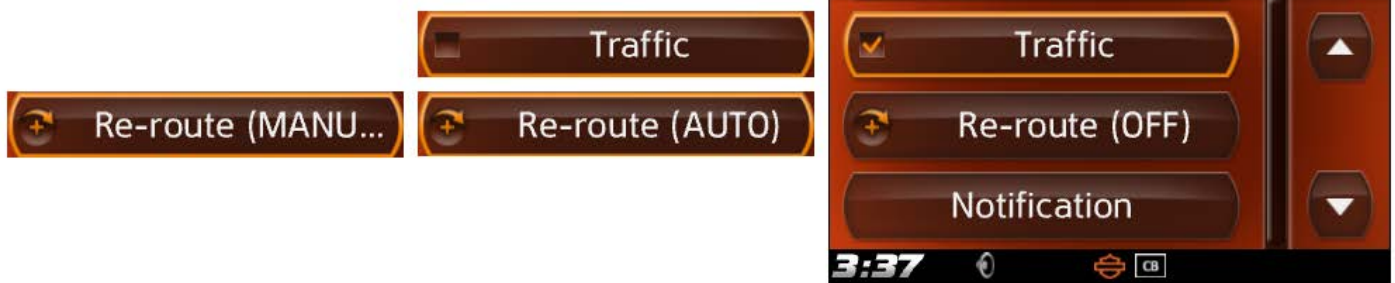 Traffic
Traffic
Re-route (MANU...
Re-route (AUTO)
Re-route (OFF)
Notification
3:37
CB